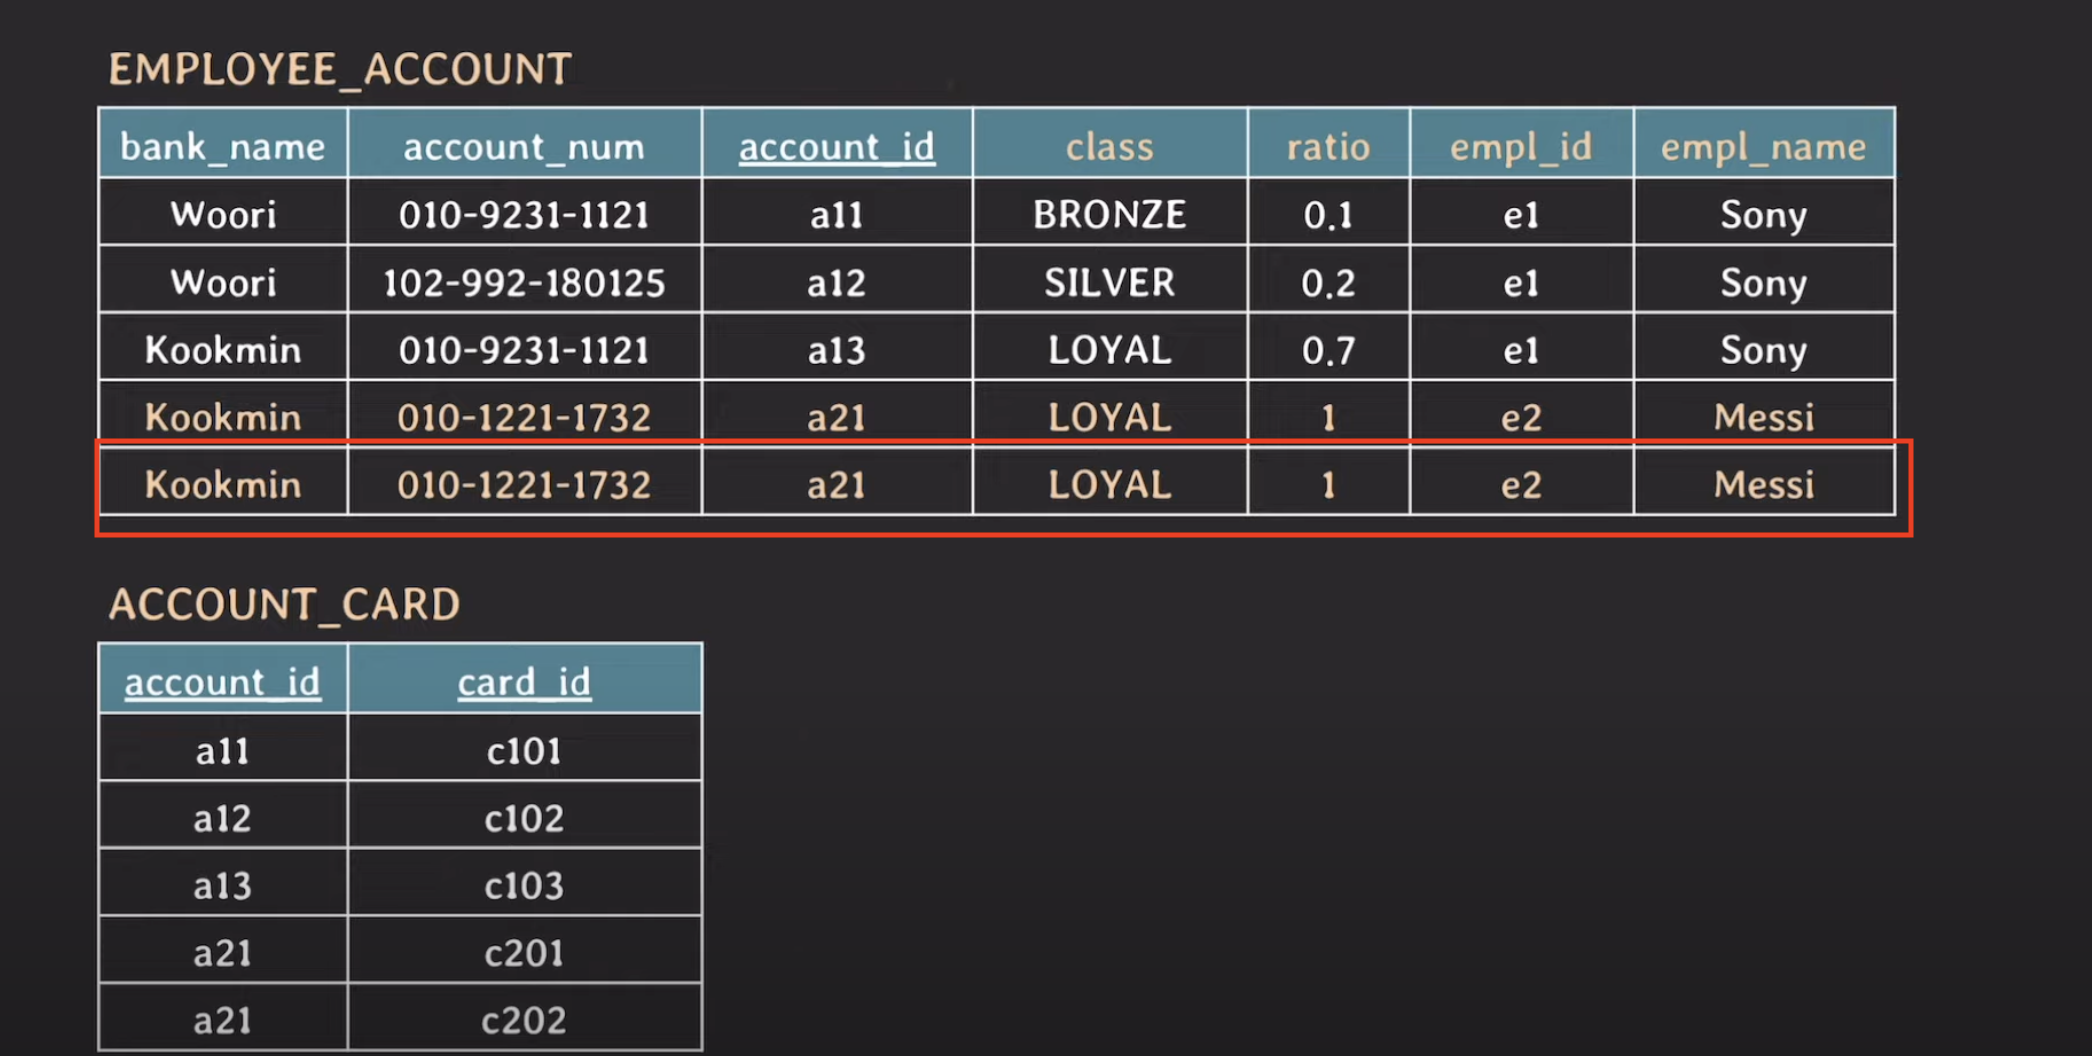 EMPLOYEE_ACCOUNT
bank_name account_num account_id class ratio empl_id empl_name
Woori 010-9231-1121 a11 BRONZE 0.1 e1 Sony
Woori 102-992-180125 a12 SILVER 0.2 e1 Sony
Kookmin 010-9231-1121 a13 LOYAL 0.7 e1 Sony
Kookmin 010-1221-1732 a21 LOYAL 1 e2 Messi
Kookmin 010-1221-1732 a21 LOYAL 1 e2 Messi
ACCOUNT_CARD
account_id card_id
a11 c101
a12 c102
a13 c103
a21 c201
a21 c202